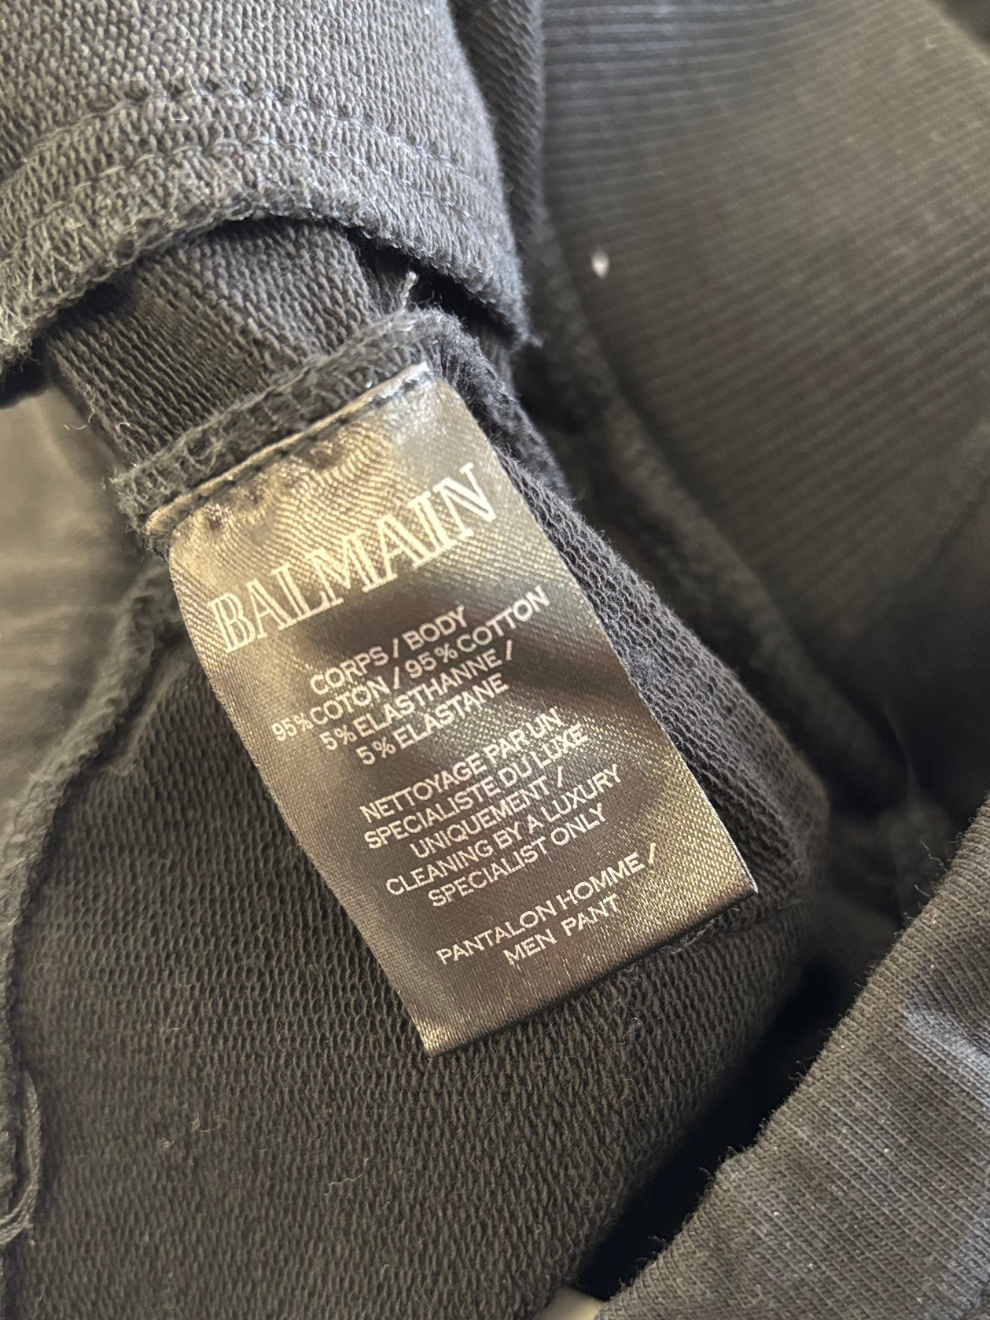 BALMAIN
CORPS / BODY
95% COTON / 95% COTTON
5% ELASTHANNE /
5% ELASTANE
NETTOYAGE PAR UN
SPECIALISTE DU LUXE
UNIQUEMENT /
CLEANING BY A LUXURY
SPECIALIST ONLY
PANTALON HOMME /
MEN PANT